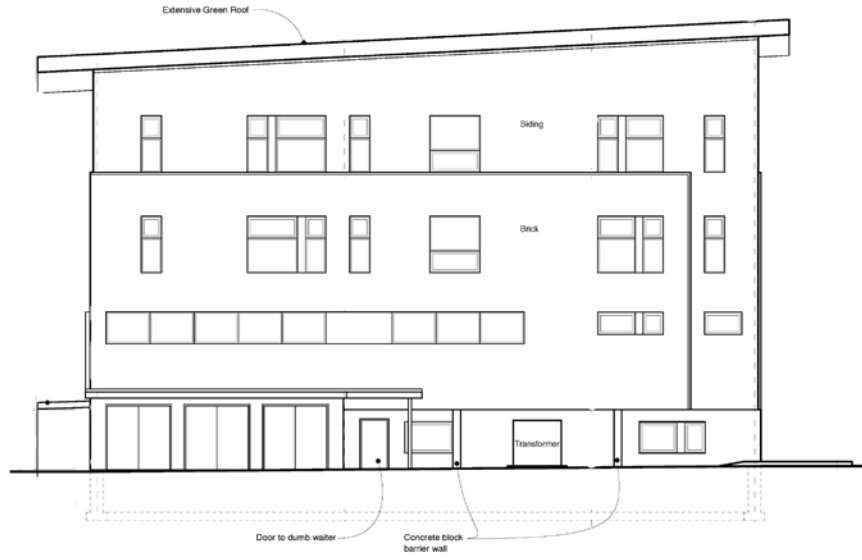 Extensive Green Roof
Siding
Brick
Transformer
Door to dumb waiter
Concrete block
barrier wall